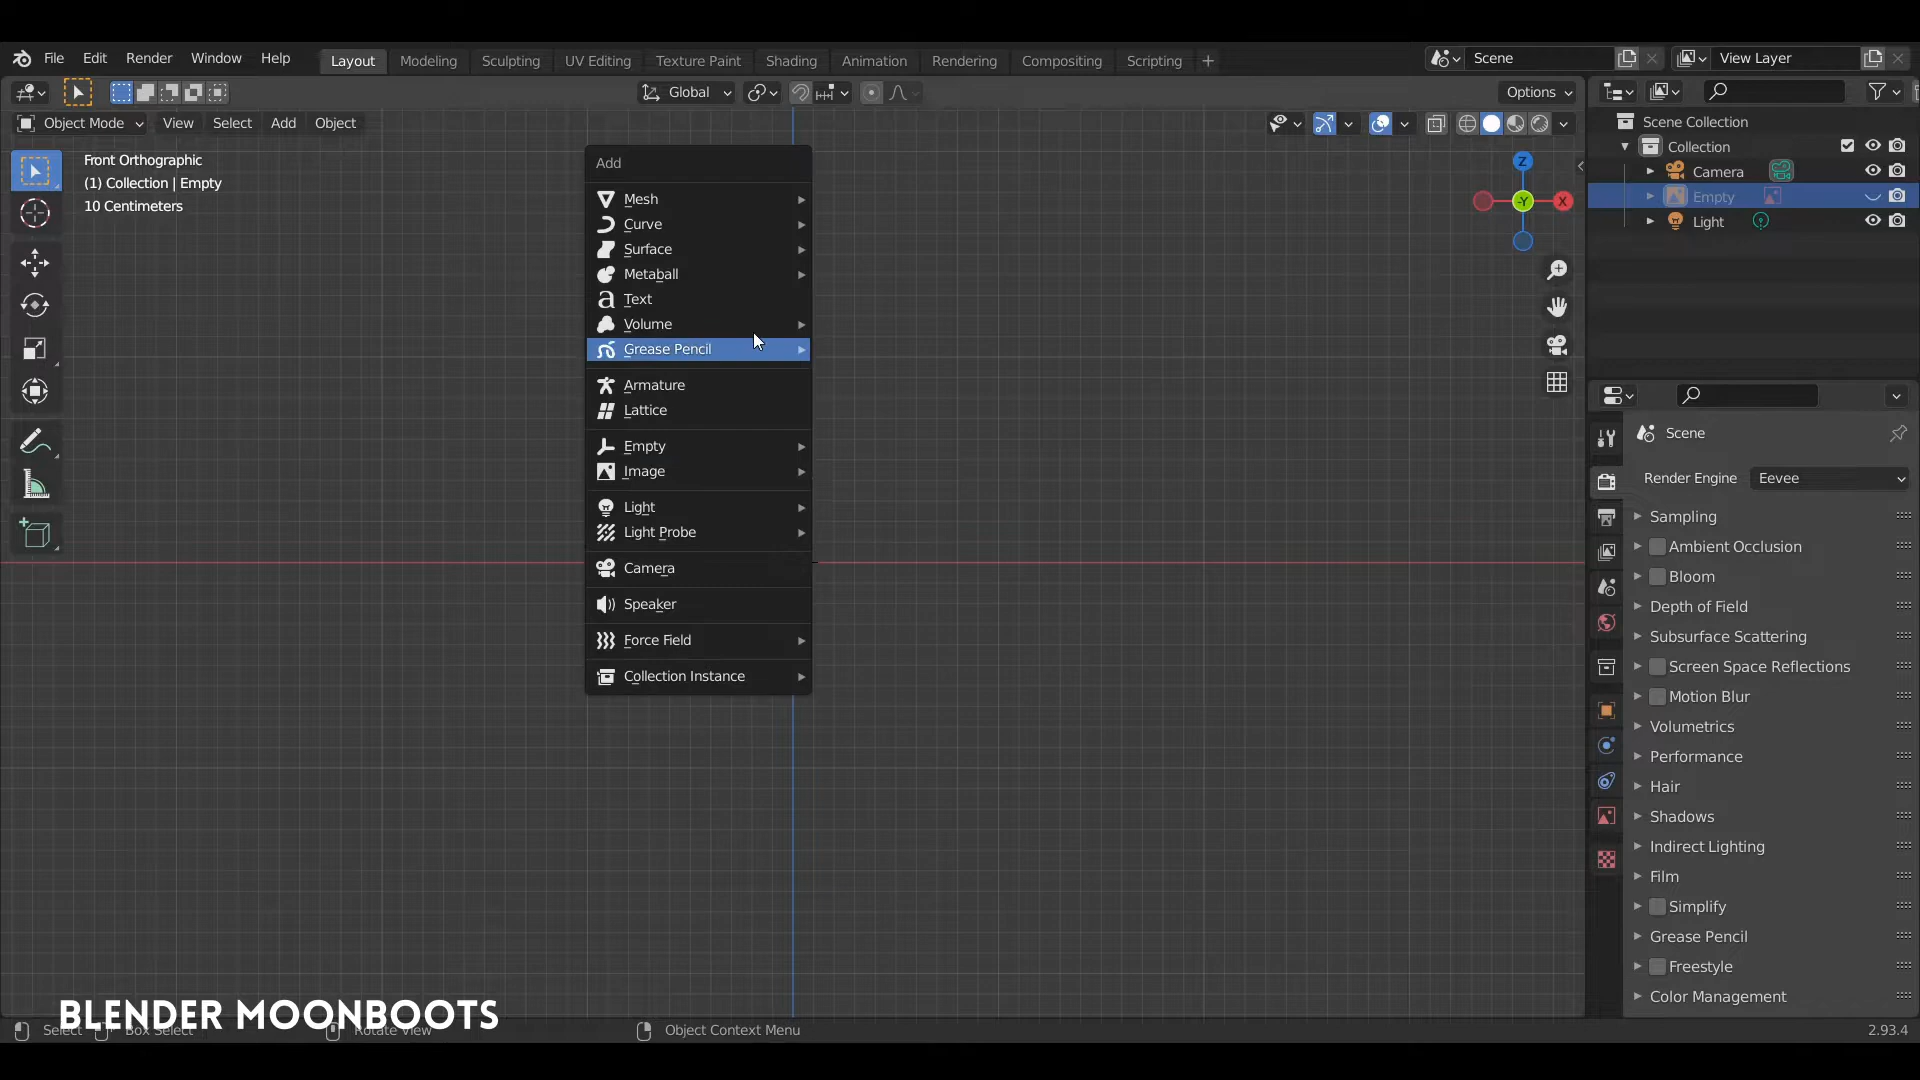 File Edit Render Window Help Layout Modeling Sculpting UV Editing Texture Paint Shading Animation Rendering Compositing Scripting + Scene View Layer
Global Options
Object Mode View Select Add Object
Front Orthographic
(1) Collection | Empty
10 Centimeters
Add
Mesh
Curve
Surface
Metaball
Text
Volume
Grease Pencil
Armature
Lattice
Empty
Image
Light
Light Probe
Camera
Speaker
Force Field
Collection Instance
Z
-Y
X
Scene Collection
Collection
Camera
Empty
Light
Scene
Render Engine Eevee
Sampling
Ambient Occlusion
Bloom
Depth of Field
Subsurface Scattering
Screen Space Reflections
Motion Blur
Volumetrics
Performance
Hair
Shadows
Indirect Lighting
Film
Simplify
Grease Pencil
Freestyle
Color Management
BLENDER MOONBOOTS
Select Box Select Rotate View Object Context Menu 2.93.4